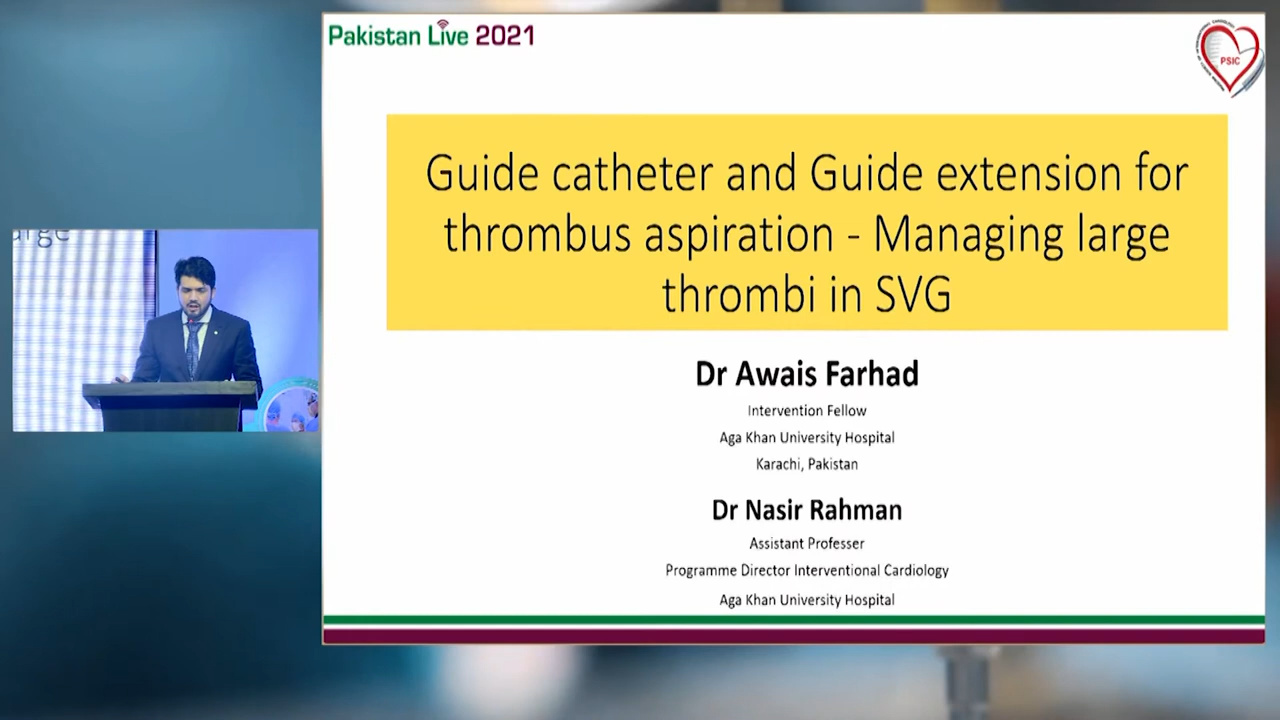 Pakistan Live 2021
PSIC
Guide catheter and Guide extension for
thrombus aspiration - Managing large
thrombi in SVG
Dr Awais Farhad
Intervention Fellow
Aga Khan University Hospital
Karachi, Pakistan
Dr Nasir Rahman
Assistant Professer
Programme Director Interventional Cardiology
Aga Khan University Hospital